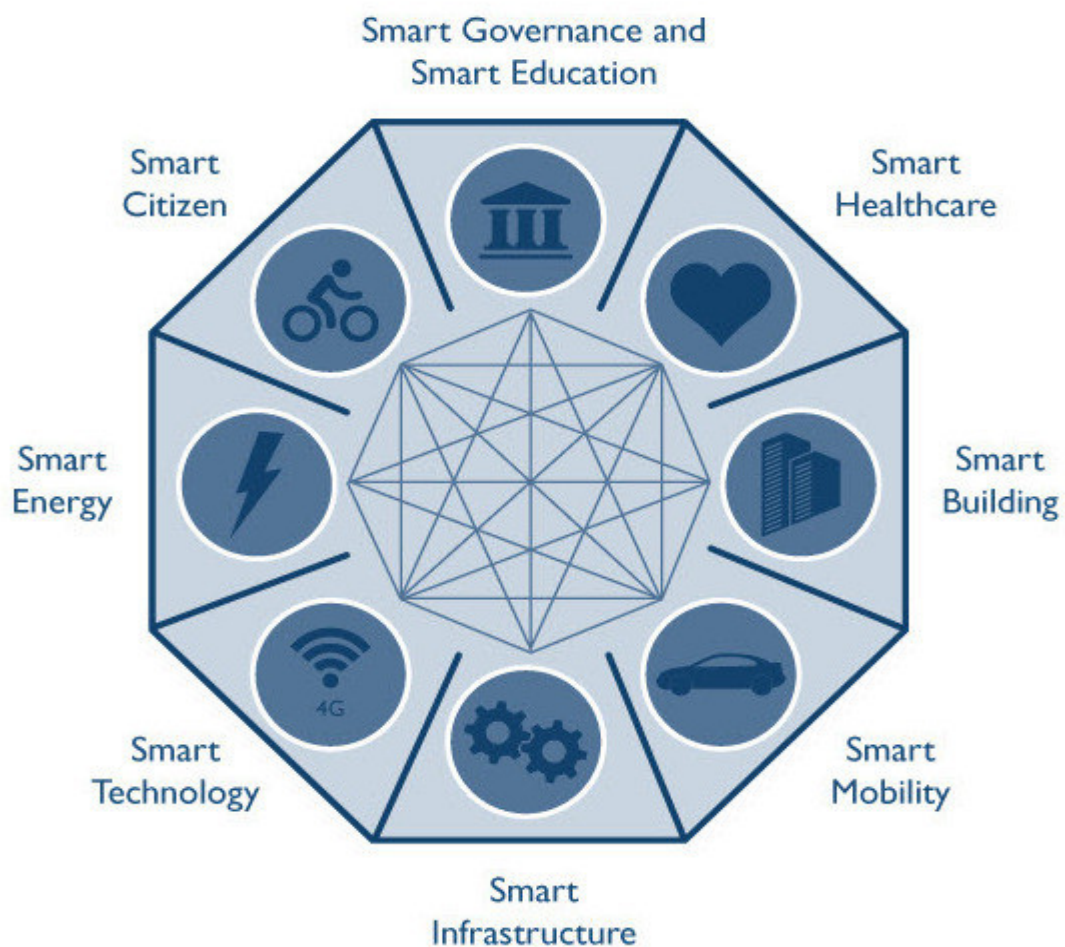 Smart Governance and
Smart Education
Smart
Citizen
Smart
Healthcare
Smart
Energy
Smart
Building
4G
Smart
Technology
Smart
Mobility
Smart
Infrastructure